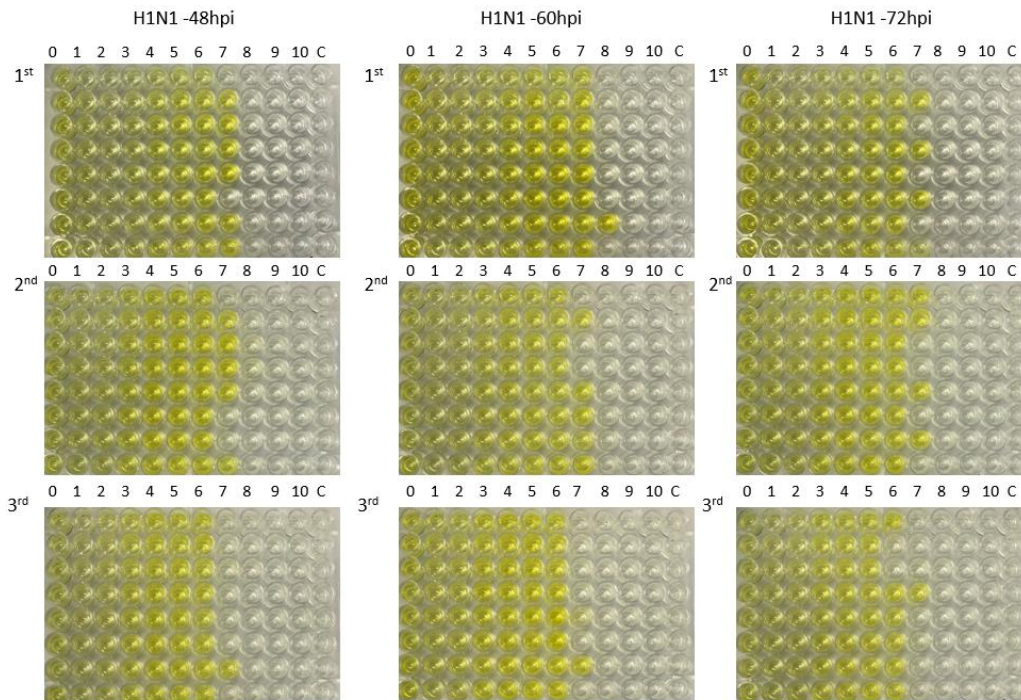 H1N1 -48hpi H1N1 -60hpi H1N1 -72hpi
0 1 2 3 4 5 6 7 8 9 10 C 0 1 2 3 4 5 6 7 8 9 10 C 0 1 2 3 4 5 6 7 8 9 10 C
1st 1st 1st
2nd 2nd 2nd
0 1 2 3 4 5 6 7 8 9 10 C 0 1 2 3 4 5 6 7 8 9 10 C 0 1 2 3 4 5 6 7 8 9 10 C
3rd 3rd 3rd
0 1 2 3 4 5 6 7 8 9 10 C 0 1 2 3 4 5 6 7 8 9 10 C 0 1 2 3 4 5 6 7 8 9 10 C